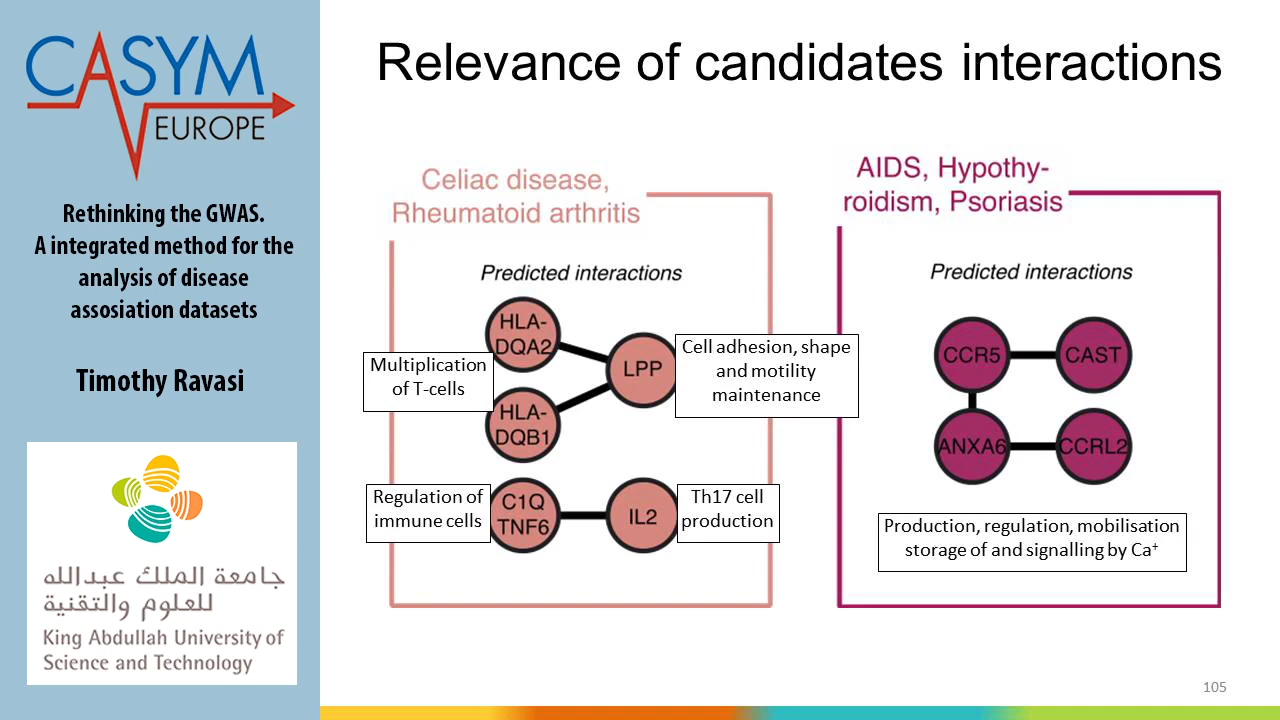 CASYM
EUROPE
Rethinking the GWAS.
A integrated method for the
analysis of disease
assosiation datasets
Timothy Ravasi
جامعة الملك عبدالله
للعلوم والتقنية
King Abdullah University of
Science and Technology
Relevance of candidates interactions
Celiac disease,
Rheumatoid arthritis
Predicted interactions
HLA-
DQA2
Multiplication
of T-cells
LPP
Cell adhesion, shape
and motility
maintenance
HLA-
DQB1
Regulation of
immune cells
C1Q
TNF6
IL2
Th17 cell
production
AIDS, Hypothy-
roidism, Psoriasis
Predicted interactions
CCR5
CAST
ANXA6
CCRL2
Production, regulation, mobilisation
storage of and signalling by Ca⁺
105